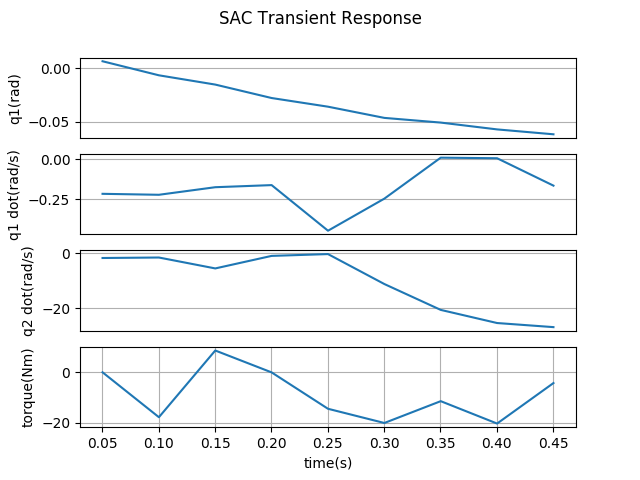 SAC Transient Response
0.00
−0.05
q1(rad)
0.00
−0.25
q1 dot(rad/s)
0
−20
q2 dot(rad/s)
0
−20
torque(Nm)
0.05 0.10 0.15 0.20 0.25 0.30 0.35 0.40 0.45
time(s)